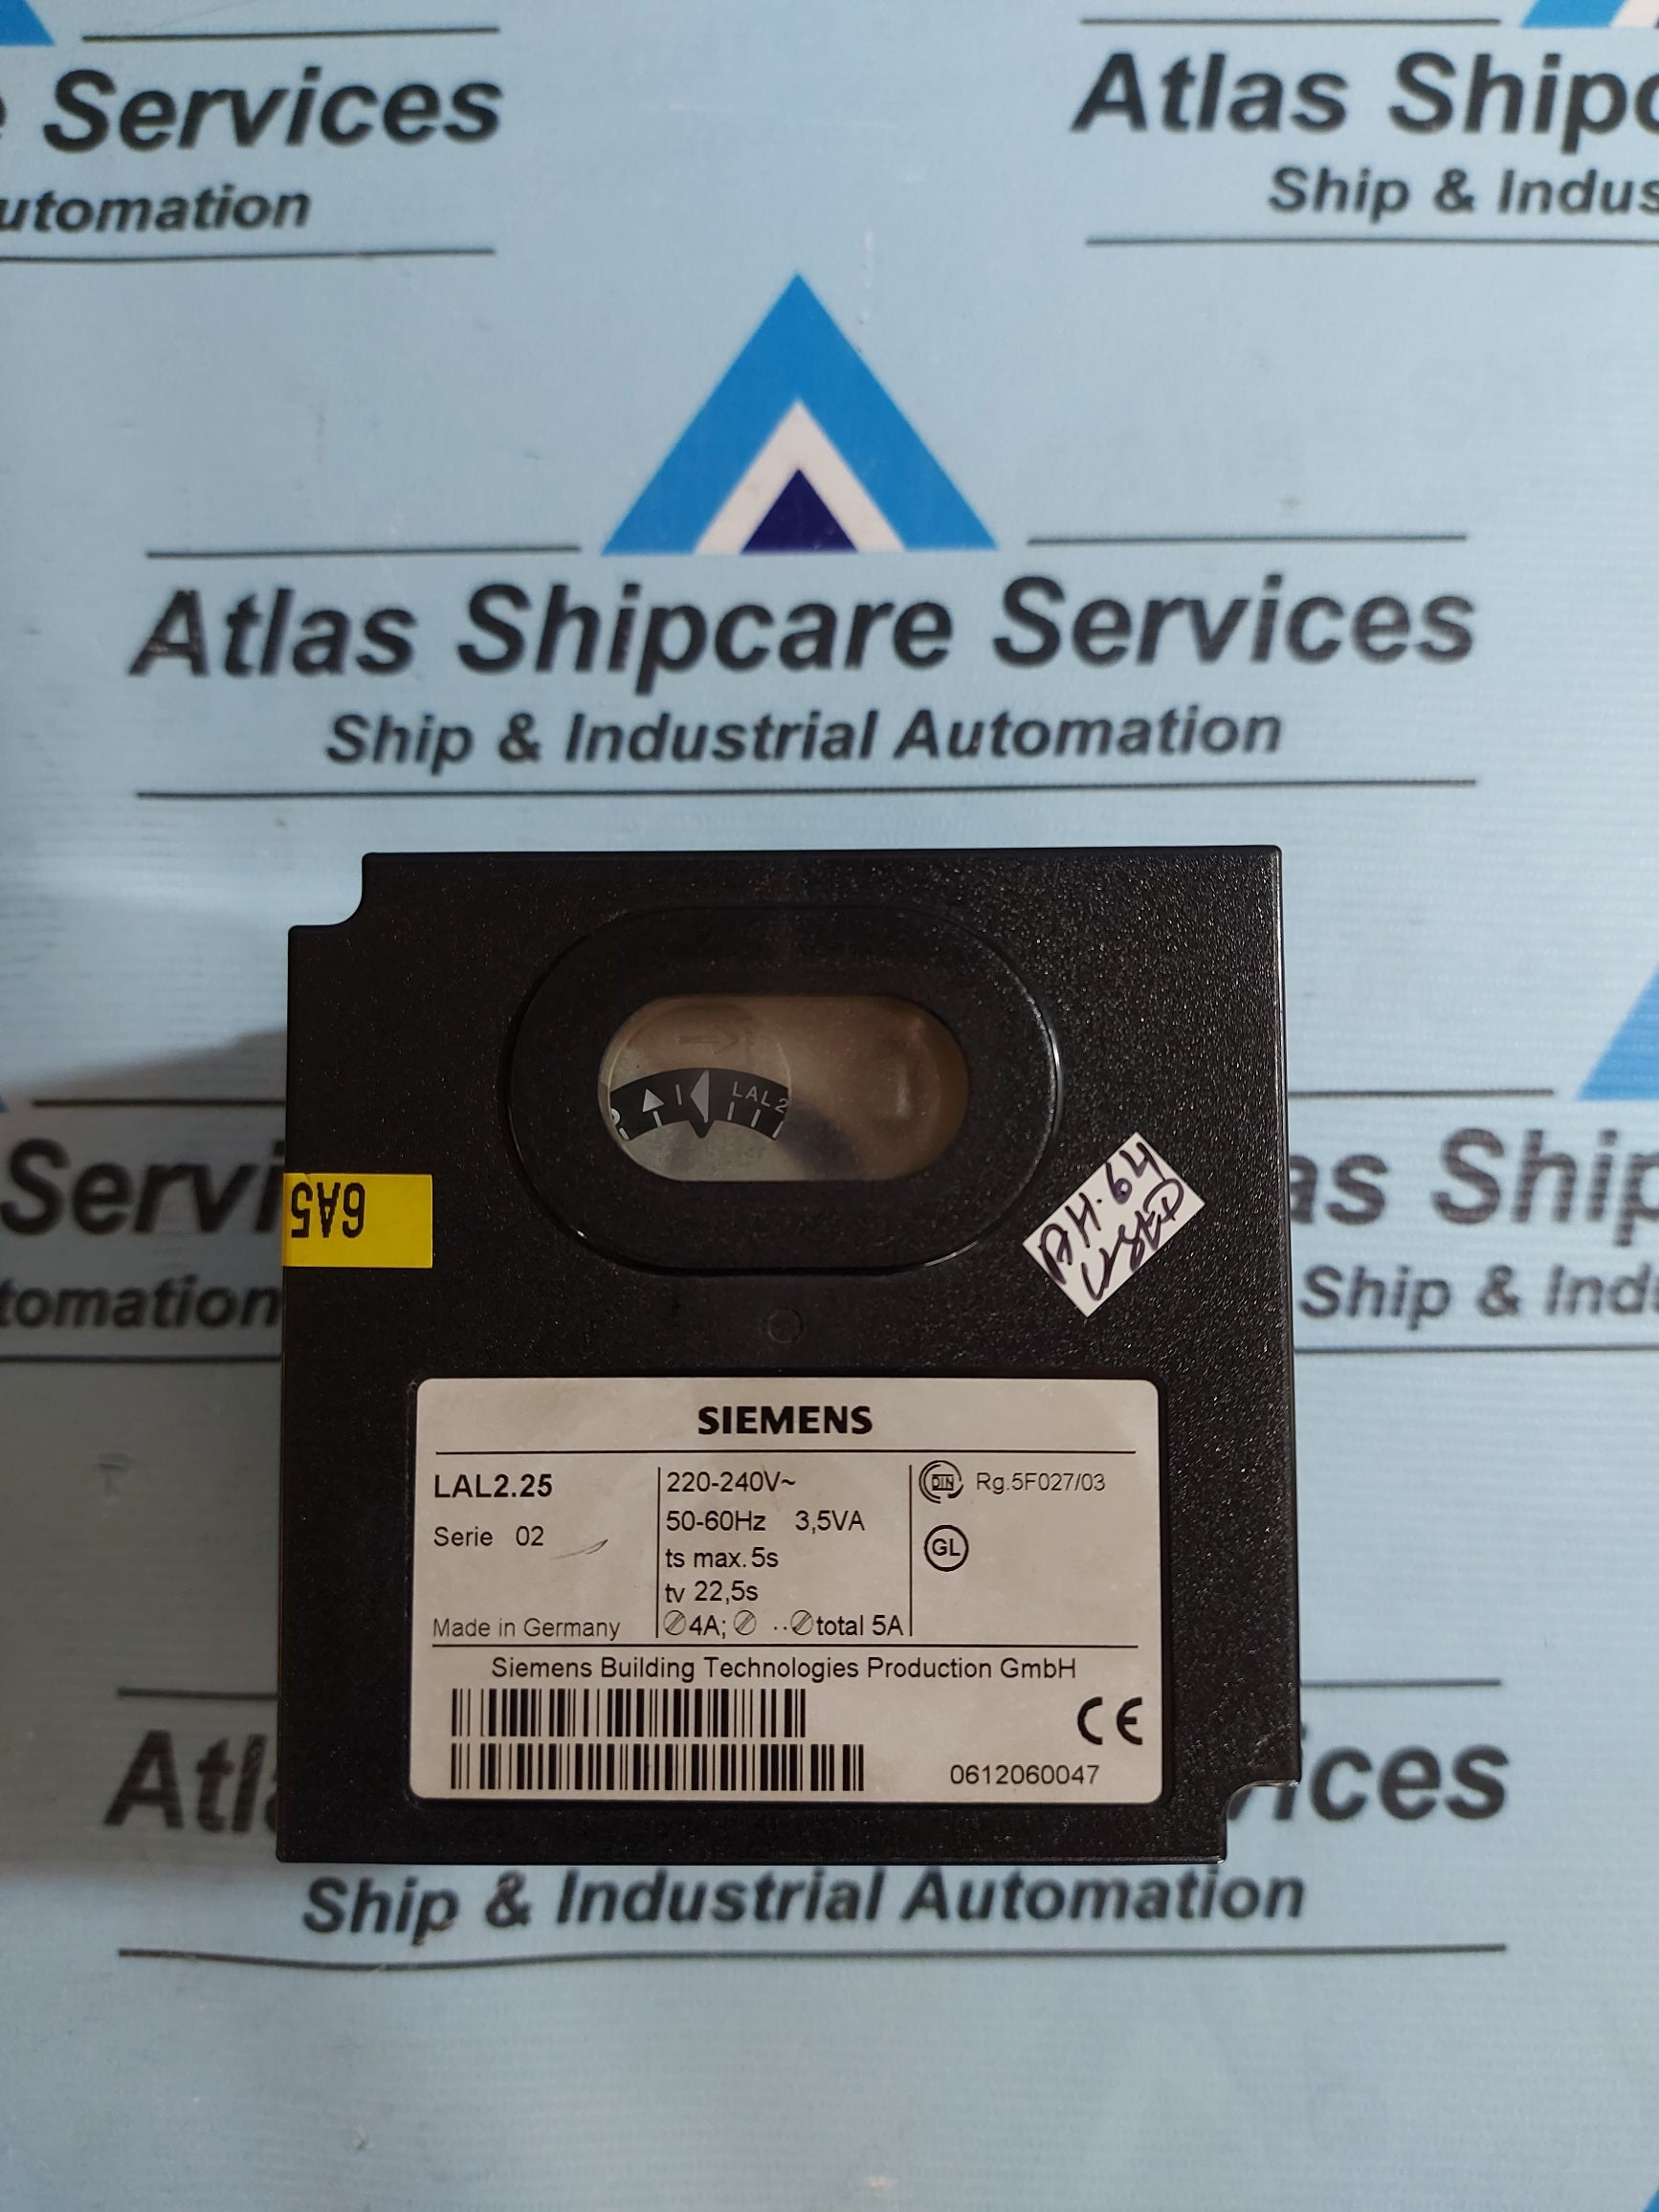 e Services
utomation
Atlas Shipc
Ship & Indus
Atlas Shipcare Services
Ship & Industrial Automation
Servi
tomation
as Ship
Ship & Indu
LAL 2
6A5
AH.64
USED
SIEMENS
LAL2.25
Serie 02
Made in Germany
220-240V~
50-60Hz 3,5VA
ts max. 5s
tv 22,5s
4A; ·· total 5A
DIN Rg.5F027/03
GL
Siemens Building Technologies Production GmbH
CE
0612060047
Atl
ices
Ship & Industrial Automation